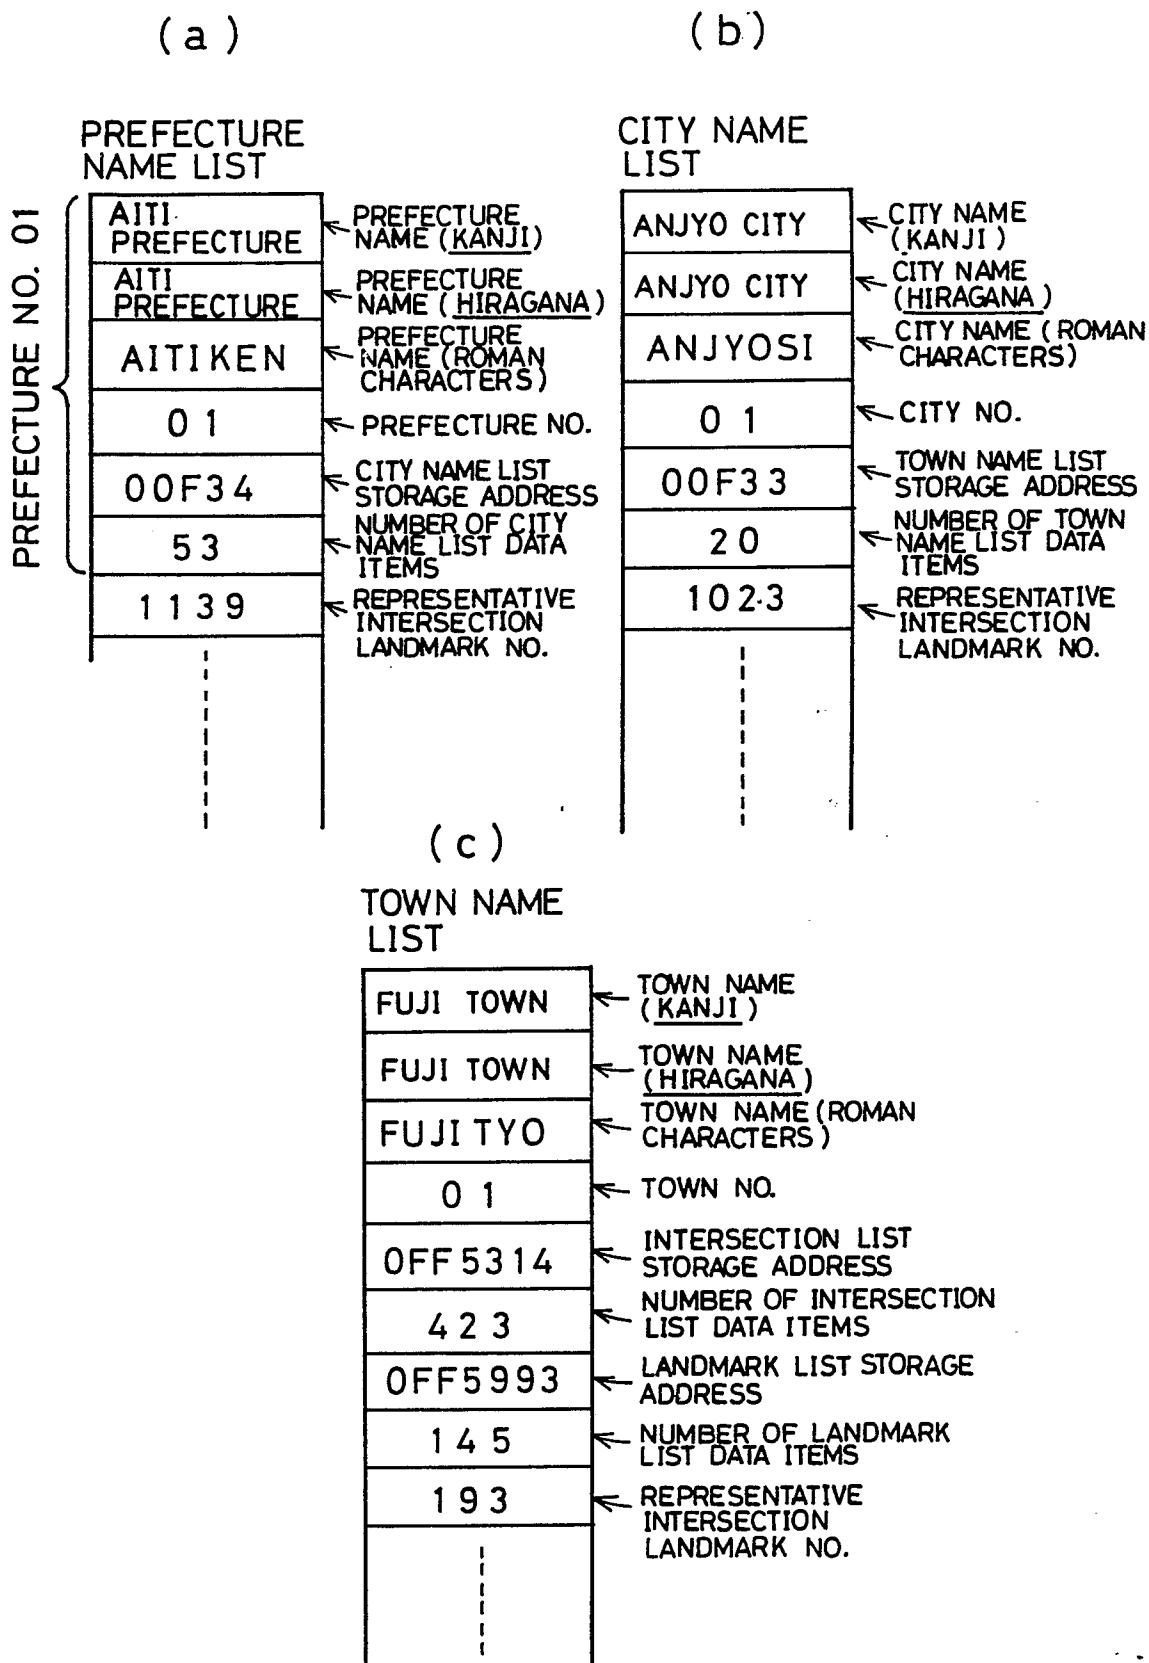 (a)
PREFECTURE
NAME LIST
PREFECTURE NO. 01
AITI
PREFECTURE
PREFECTURE
NAME (KANJI)
AITI
PREFECTURE
PREFECTURE
NAME (HIRAGANA)
AITIKEN
PREFECTURE
NAME (ROMAN
CHARACTERS)
01
PREFECTURE NO.
00F34
CITY NAME LIST
STORAGE ADDRESS
53
NUMBER OF CITY
NAME LIST DATA
ITEMS
1139
REPRESENTATIVE
INTERSECTION
LANDMARK NO.
(b)
CITY NAME
LIST
ANJYO CITY
CITY NAME
(KANJI)
ANJYO CITY
CITY NAME
(HIRAGANA)
ANJYOSI
CITY NAME (ROMAN
CHARACTERS)
01
CITY NO.
00F33
TOWN NAME LIST
STORAGE ADDRESS
20
NUMBER OF TOWN
NAME LIST DATA
ITEMS
1023
REPRESENTATIVE
INTERSECTION
LANDMARK NO.
(c)
TOWN NAME
LIST
FUJI TOWN
TOWN NAME
(KANJI)
FUJI TOWN
TOWN NAME
(HIRAGANA)
FUJITYO
TOWN NAME (ROMAN
CHARACTERS)
01
TOWN NO.
0FF5314
INTERSECTION LIST
STORAGE ADDRESS
423
NUMBER OF INTERSECTION
LIST DATA ITEMS
0FF5993
LANDMARK LIST STORAGE
ADDRESS
145
NUMBER OF LANDMARK
LIST DATA ITEMS
193
REPRESENTATIVE
INTERSECTION
LANDMARK NO.